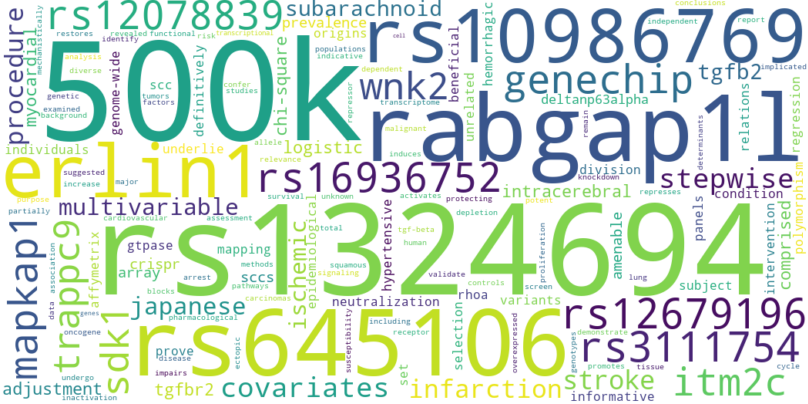 rs12078839
subarachnoid
prevalence
origins
rs10986769
independent
report
conclusions
procedure
myocardial
mechanistically
restores
revealed
functional
risk
transcriptional
identify
analysis
diverse
genetic
examined
background
scc
tumors
factors
populations
indicative
confer
studies
genome-wide
definitively
500k
chi-square
repressor
cell
dependent
transcriptome
wnk2
beneficial
unrelated
hemorrhagic
genechip
tgfb2
implicated
deltanp63alpha
relations
regression
polymorphism
individuals
underlie
logistic
allele
relevance
malignant
induces
rabgap1l
remain
determinants
division
knockdown
erlin1
suggested
increase
major
purpose
partially
rs16936752
stepwise
condition
intracerebral
represses
protecting
potent
multivariable
cardiovascular
assessment
survival
unknown
activates
depletion
panels
intervention
comprised
mapkap1
trappc9
gtpase
mapping
crispr
array
affymetrix
arrest
methods
blocks
pathways
sccs
squamous
carcinomas
rs1324694
ischemic
epidemiological
total
tgf-beta
human
signaling
hypertensive
validate
controls
screen
proliferation
lung
amenable
subject
association
data
genes
oncogene
undergo
inactivation
sdk1
japanese
pharmacological
prove
disease
impairs
ectopic
tgfbr2
rs645106
neutralization
rhoa
variants
susceptibility
including
receptor
selection
set
overexpressed
rs12679196
rs3111754
demonstrate
genotypes
promotes
tissue
cycle
adjustment
covariates
infarction
stroke
informative
itm2c